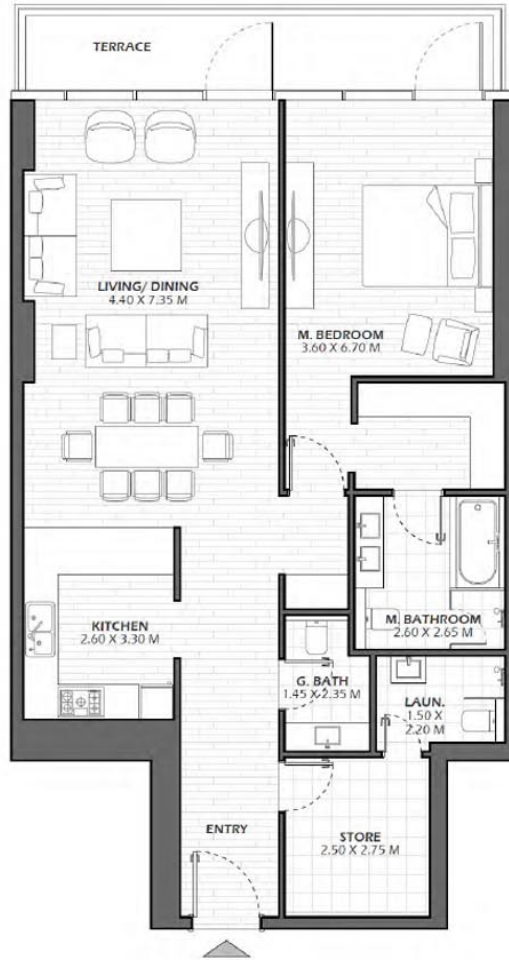 TERRACE
LIVING/ DINING
4.40 X 7.35 M
M. BEDROOM
3.60 X 6.70 M
KITCHEN
2.60 X 3.30 M
M. BATHROOM
2.60 X 2.65 M
G. BATH
1.45 X 2.35 M
LAUN.
1.50 X
2.20 M
ENTRY
STORE
2.50 X 2.75 M